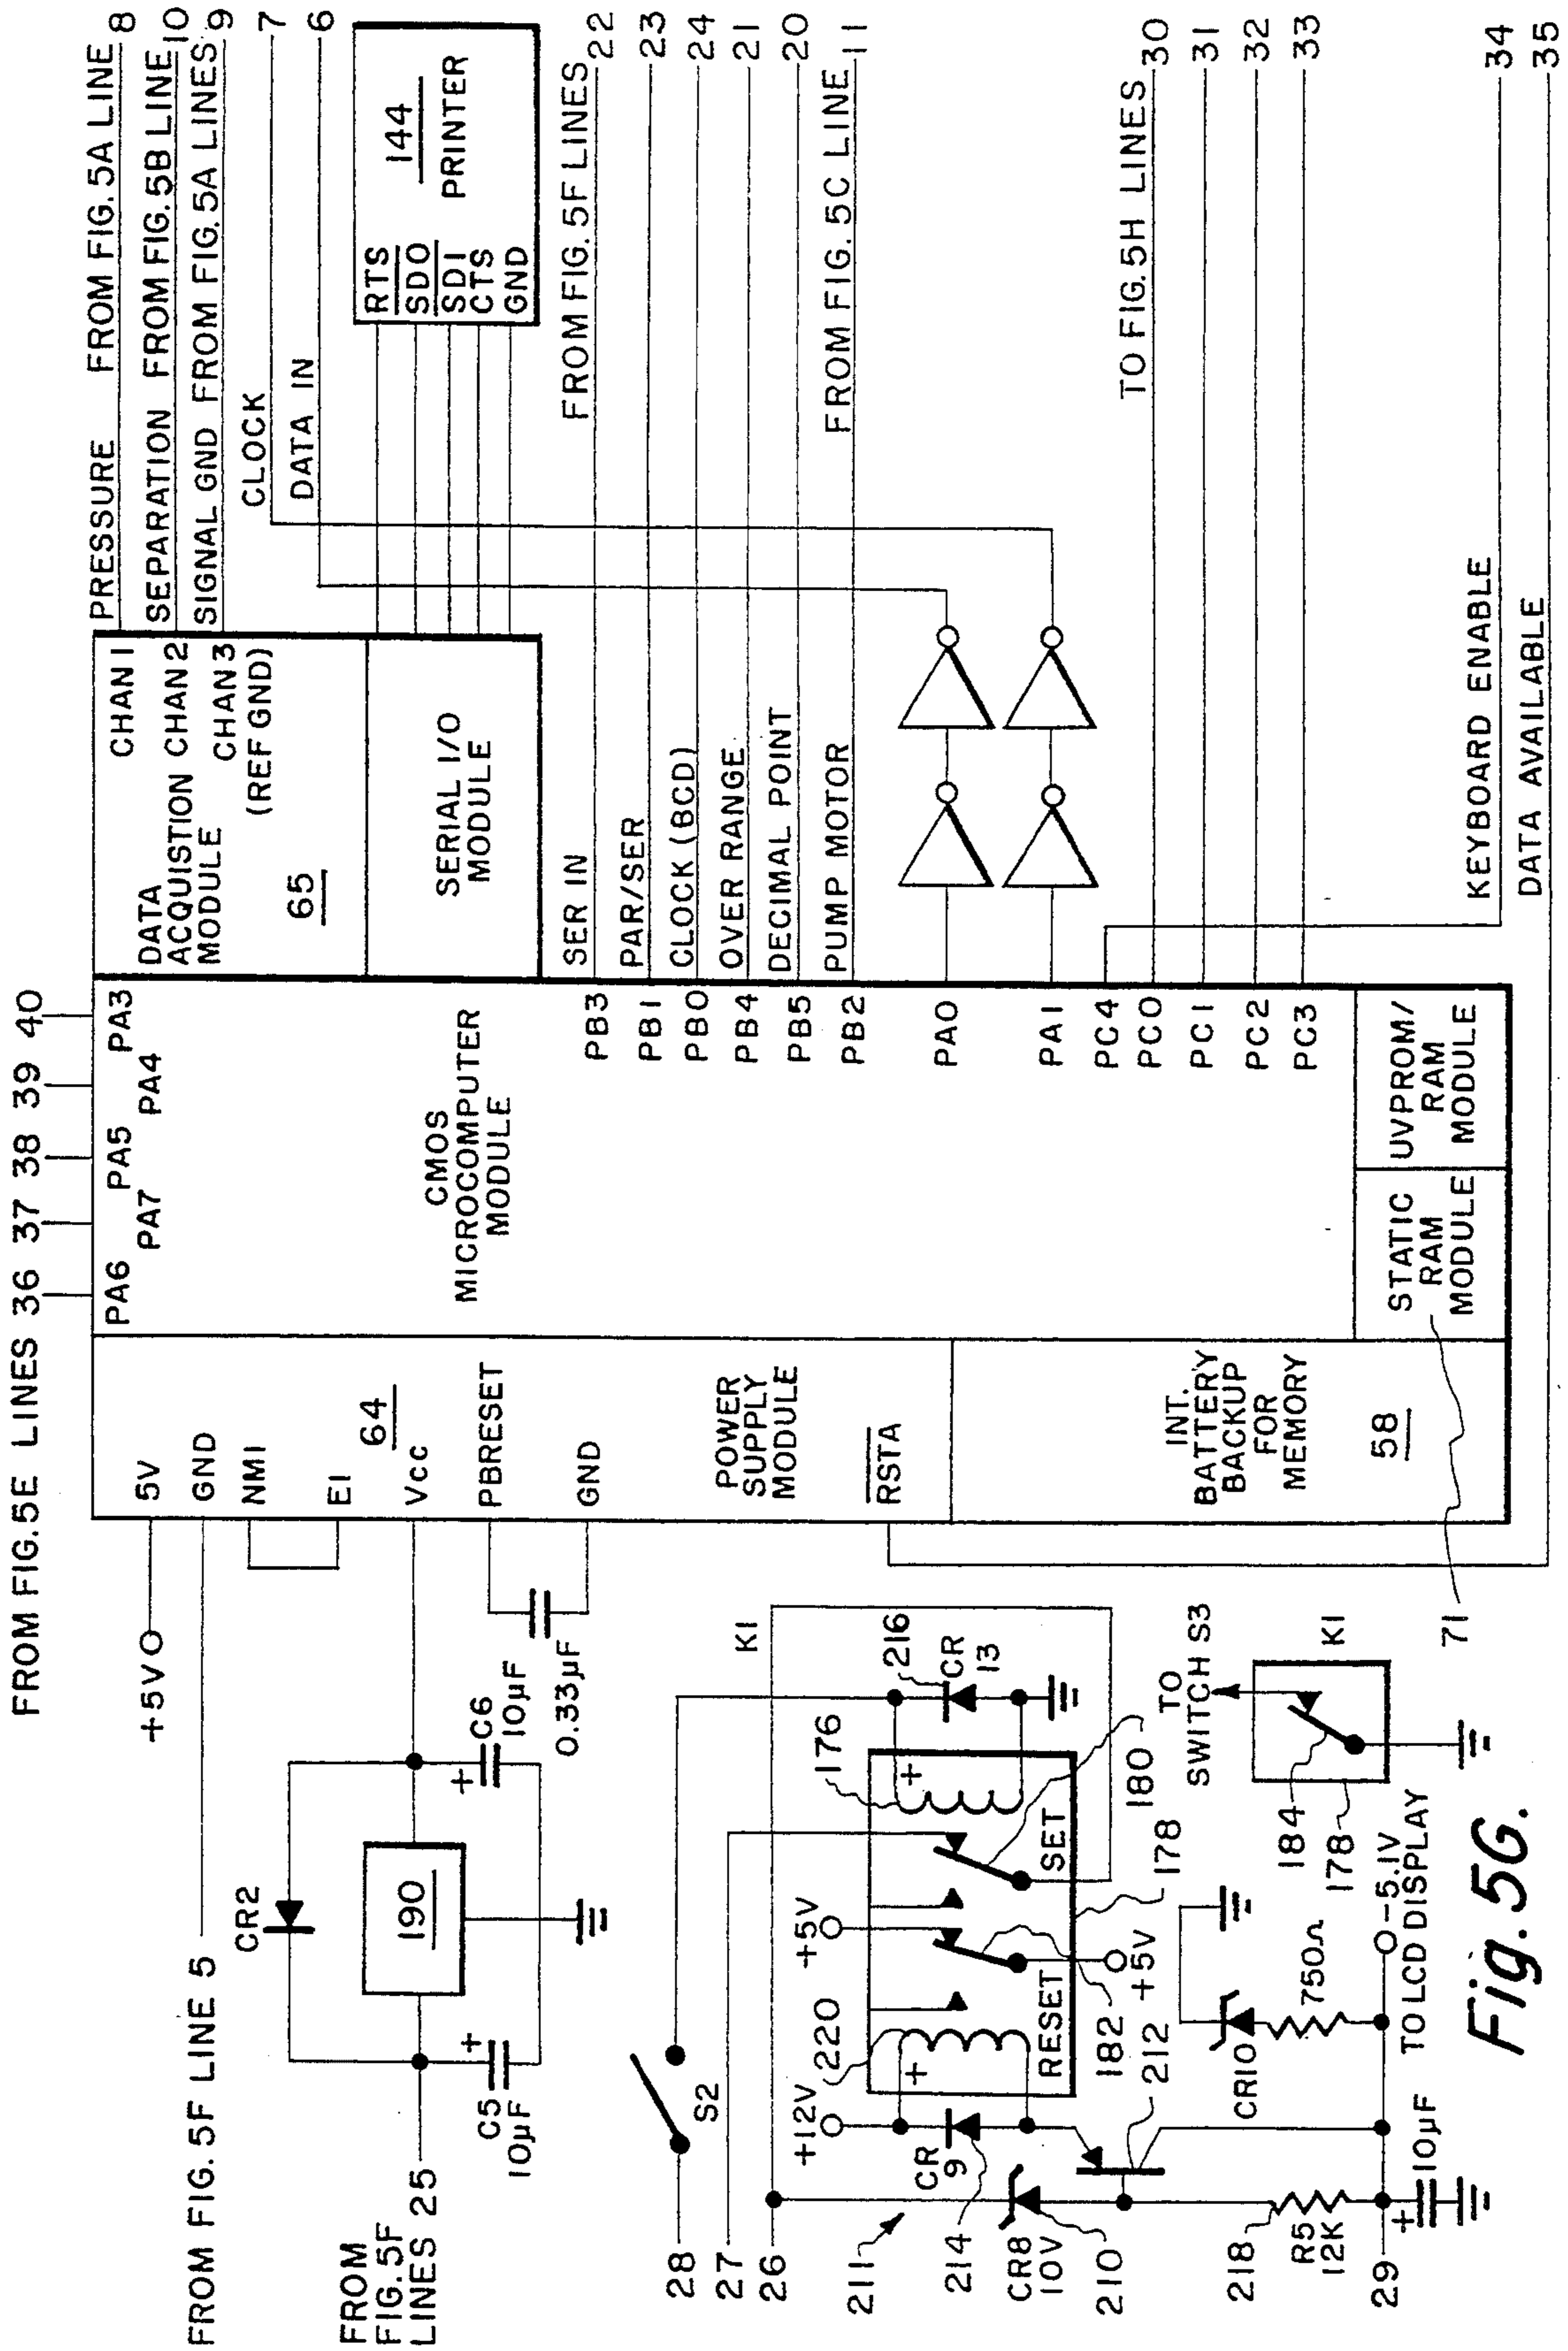 FROM FIG.5E LINES 36 37 38 39 40
PA6
PA7
PA5
PA4
PA3
PRESSURE FROM FIG.5A LINE 8
SEPARATION FROM FIG.5B LINE 10
SIGNAL GND FROM FIG.5A LINES 9
CLOCK 7
DATA IN 6
CHAN 1
DATA
ACQUISTION CHAN 2
MODULE CHAN 3
(REF GND)
65
SERIAL I/O
MODULE
RTS
SDO
SDI
CTS
GND
144
PRINTER
+5V
5V
GND
NMI
EI
Vcc
64
PBRESET
GND
POWER
SUPPLY
MODULE
RSTA
INT.
BATTERY
BACKUP
FOR
MEMORY
58
CMOS
MICROCOMPUTER
MODULE
PB3 SER IN FROM FIG.5F LINES 22
PB1 PAR/SER 23
PB0 CLOCK (BCD) 24
PB4 OVER RANGE 21
PB5 DECIMAL POINT 20
PB2 PUMP MOTOR FROM FIG.5C LINE 11
PA0
PA1
PC4
PC0 TO FIG.5H LINES 30
PC1 31
PC2 32
PC3 33
KEYBOARD ENABLE 34
DATA AVAILABLE 35
STATIC
RAM
MODULE
UVPROM/
RAM
MODULE
FROM FIG. 5F LINE 5
CR2
190
FROM
FIG.5F
LINES 25
C5
10µF
+
C6
10µF
+
0.33µF
28
S2
27
26
K1
211
+12V
220
+5V
176
216
CR
13
CR
9
214
+
+
RESET
SET
CR8
10V
210
182
212
+5V
178
180
TO
SWITCH S3
184
178
K1
71
218
R5
12K
CR10
750Ω
-5.1V
TO LCD DISPLAY
29
+
10µF
Fig. 5G.